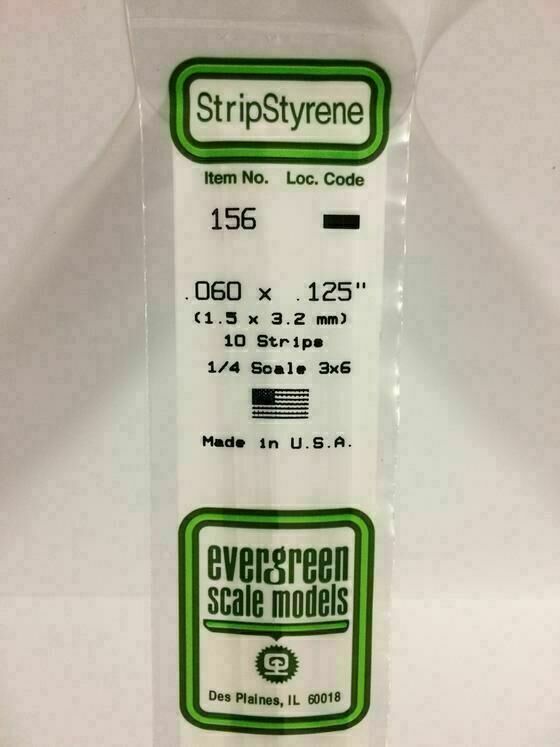 StripStyrene
Item No. Loc. Code
156
.060 x .125"
(1.5 x 3.2 mm)
10 Strips
1/4 Scale 3x6
Made in U.S.A.
evergreen
scale models
Des Plaines, IL 60018